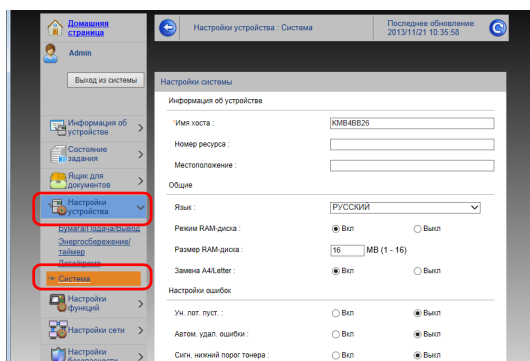 Домашняя
страница
Настройки устройства : Система
Последнее обновление:
2013/11/21 10:35:58
Admin
Выход из системы
Информация об
устройстве
Состояние
задания
Ящик для
документов
Настройки
устройства
Бумага/Подача/Вывод
Энергосбережение/
таймер
Дата/время
Система
Настройки
функций
Настройки сети
Настройки
безопасности
Настройки системы
Информация об устройстве
*Имя хоста :
KMB4BB26
Номер ресурса :
Местоположение :
Общие
Язык :
РУССКИЙ
Режим RAM-диска :
Вкл
Выкл
Размер RAM-диска :
16
MB (1 - 16)
Замена A4/Letter :
Вкл
Выкл
Настройки ошибок
Ун. лот. пуст. :
Вкл
Выкл
Автом. удал. ошибки :
Вкл
Выкл
Сигн. нижний порог тонера :
Вкл
Выкл